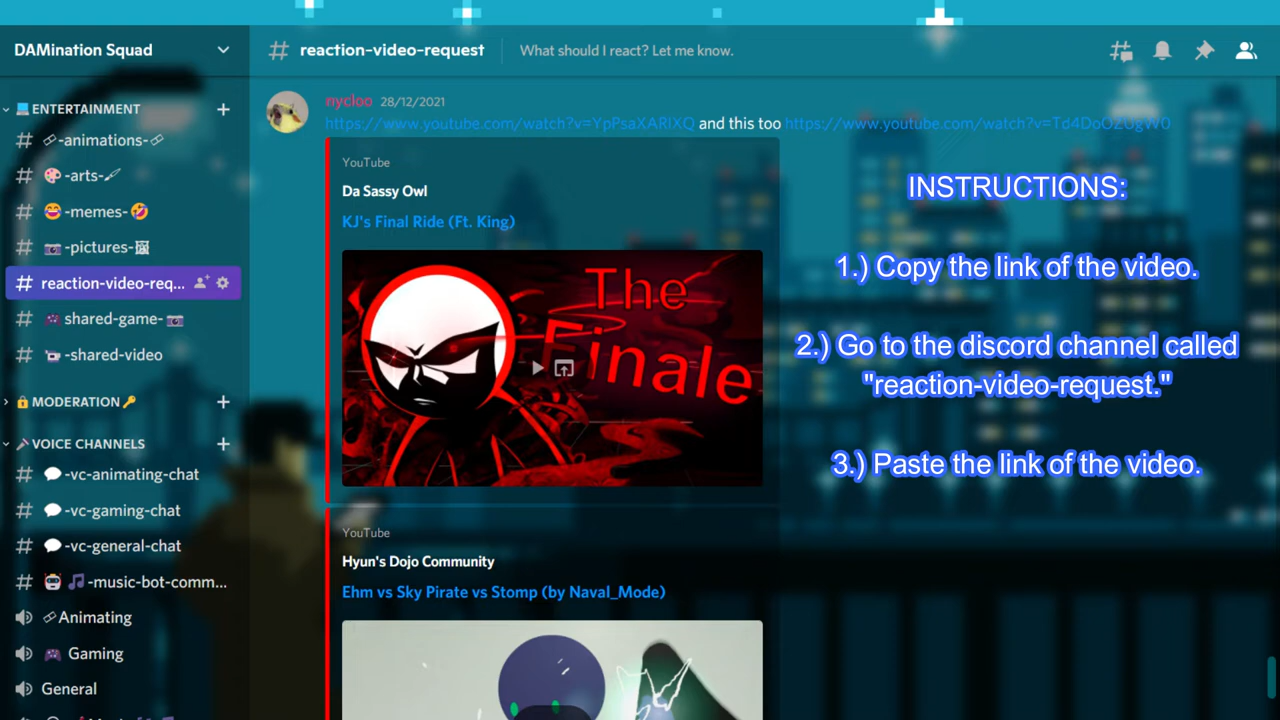 DAMination Squad
# reaction-video-request
What should I react? Let me know.
ENTERTAINMENT
# -animations-
# -arts-
# -memes-
# -pictures-
# reaction-video-req...
# shared-game-
# -shared-video
MODERATION
VOICE CHANNELS
# -vc-animating-chat
# -vc-gaming-chat
# -vc-general-chat
# -music-bot-comm...
Animating
Gaming
General
nycloo 28/12/2021
https://www.youtube.com/watch?v=YpPsaXARlXQ and this too https://www.youtube.com/watch?v=Td4DoOZUgW0
YouTube
Da Sassy Owl
KJ's Final Ride (Ft. King)
The
Finale
YouTube
Hyun's Dojo Community
Ehm vs Sky Pirate vs Stomp (by Naval_Mode)
INSTRUCTIONS:
1.) Copy the link of the video.
2.) Go to the discord channel called
"reaction-video-request."
3.) Paste the link of the video.